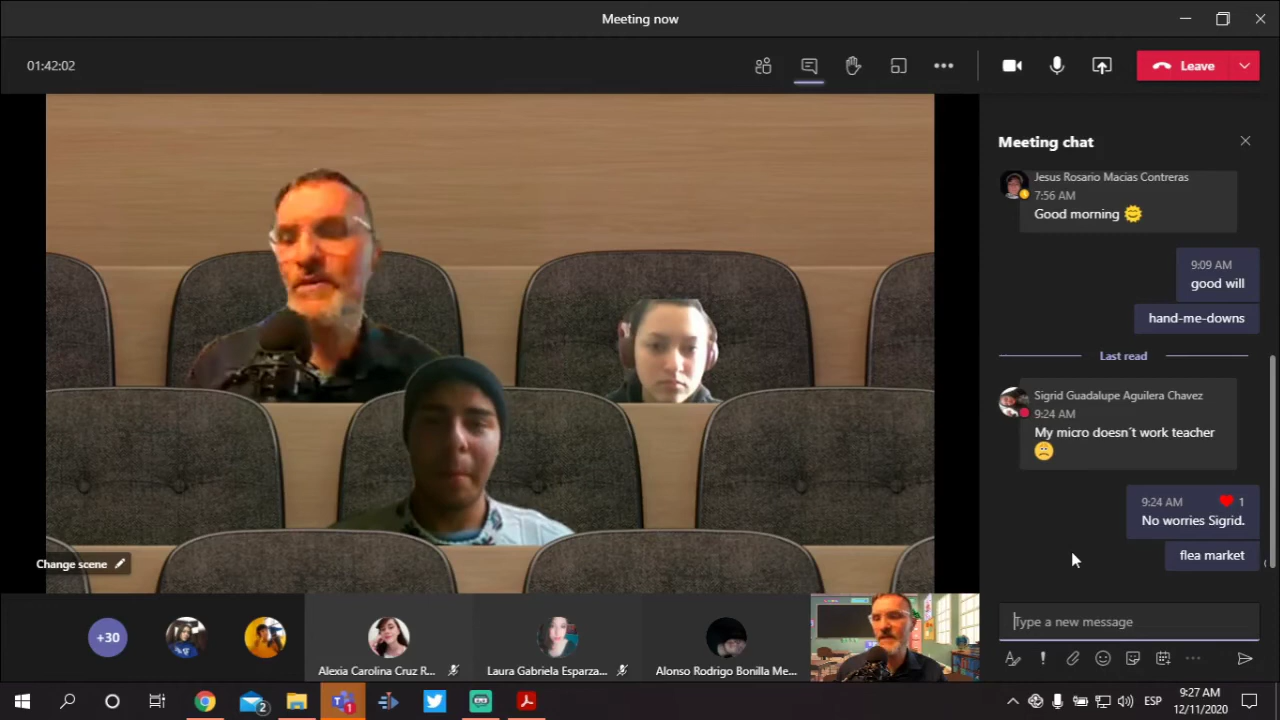 Meeting now
01:42:02
Leave
Meeting chat
Jesus Rosario Macias Contreras
7:56 AM
Good morning
9:09 AM
good will
hand-me-downs
Last read
Sigrid Guadalupe Aguilera Chavez
9:24 AM
My micro doesn´t work teacher
9:24 AM 1
No worries Sigrid.
flea market
Change scene
+30
Alexia Carolina Cruz R...
Laura Gabriela Esparza...
Alonso Rodrigo Bonilla Me...
Type a new message
2
1
ESP
9:27 AM
12/11/2020